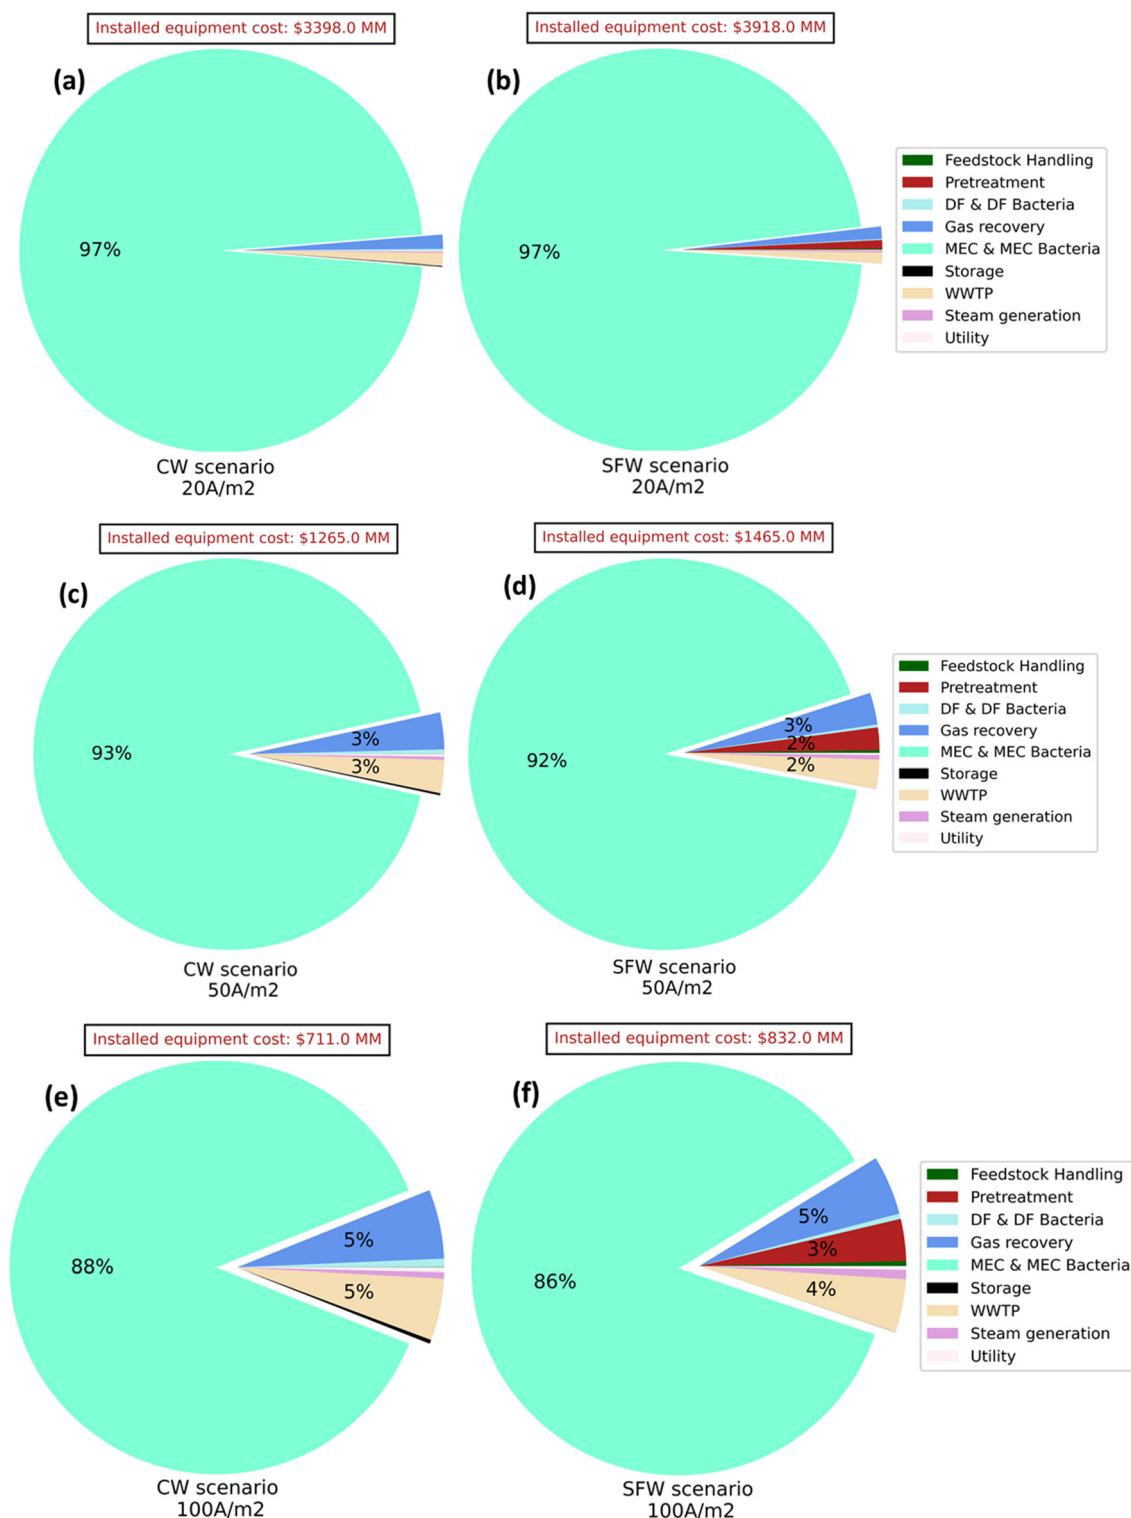 Installed equipment cost: $3398.0 MM
(a)
97%
CW scenario
20A/m2
Installed equipment cost: $3918.0 MM
(b)
97%
SFW scenario
20A/m2
Feedstock Handling
Pretreatment
DF & DF Bacteria
Gas recovery
MEC & MEC Bacteria
Storage
WWTP
Steam generation
Utility
Installed equipment cost: $1265.0 MM
(c)
93%
3%
3%
CW scenario
50A/m2
Installed equipment cost: $1465.0 MM
(d)
92%
3%
2%
2%
SFW scenario
50A/m2
Feedstock Handling
Pretreatment
DF & DF Bacteria
Gas recovery
MEC & MEC Bacteria
Storage
WWTP
Steam generation
Utility
Installed equipment cost: $711.0 MM
(e)
88%
5%
5%
CW scenario
100A/m2
Installed equipment cost: $832.0 MM
(f)
86%
5%
3%
4%
SFW scenario
100A/m2
Feedstock Handling
Pretreatment
DF & DF Bacteria
Gas recovery
MEC & MEC Bacteria
Storage
WWTP
Steam generation
Utility